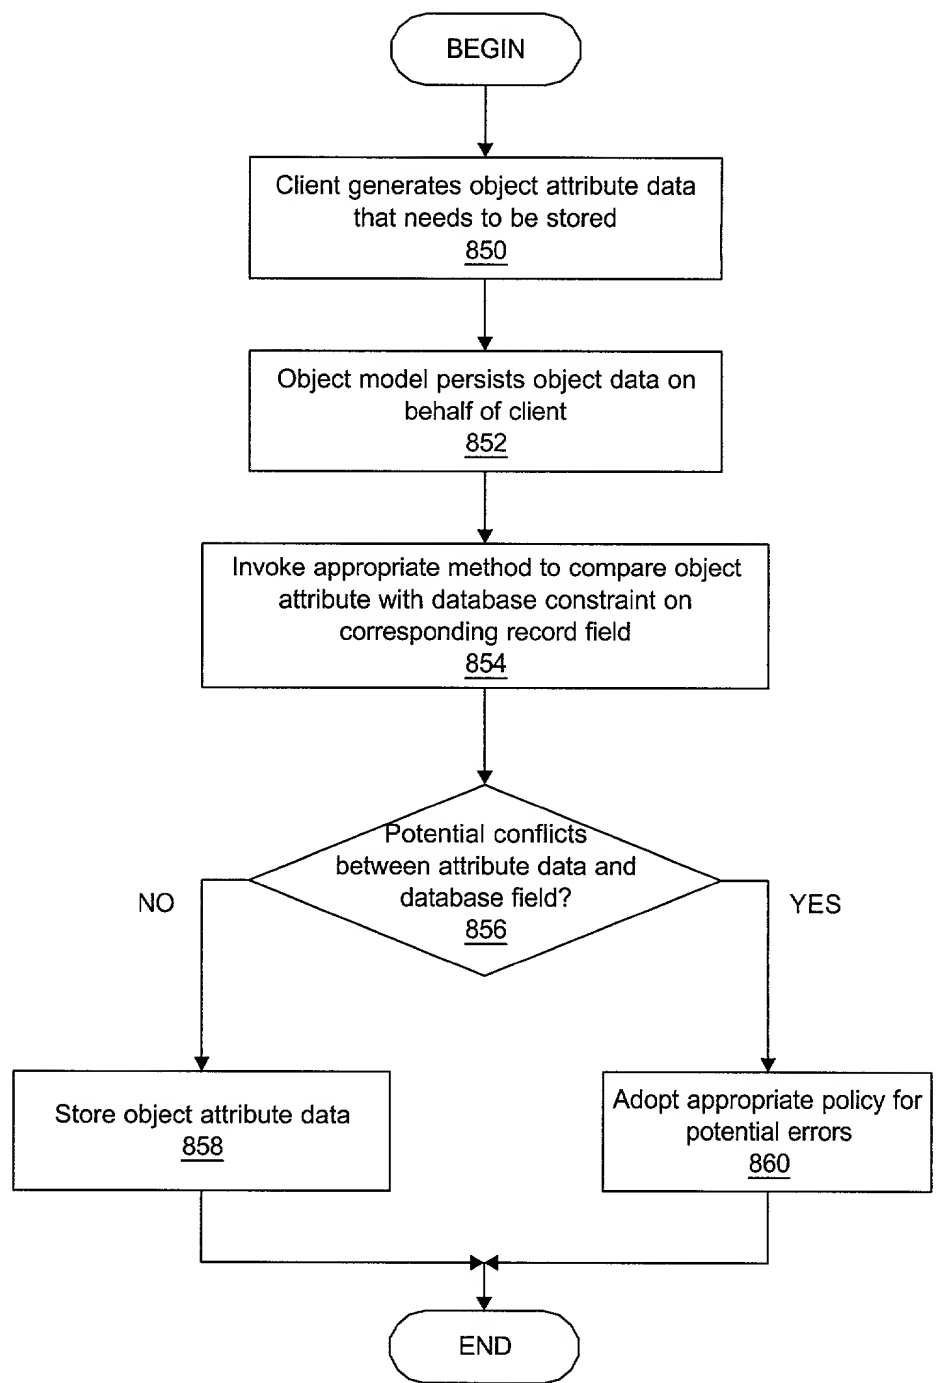 BEGIN
Client generates object attribute data
that needs to be stored
850
Object model persists object data on
behalf of client
852
Invoke appropriate method to compare object
attribute with database constraint on
corresponding record field
854
Potential conflicts
between attribute data and
database field?
856
NO
YES
Store object attribute data
858
Adopt appropriate policy for
potential errors
860
END